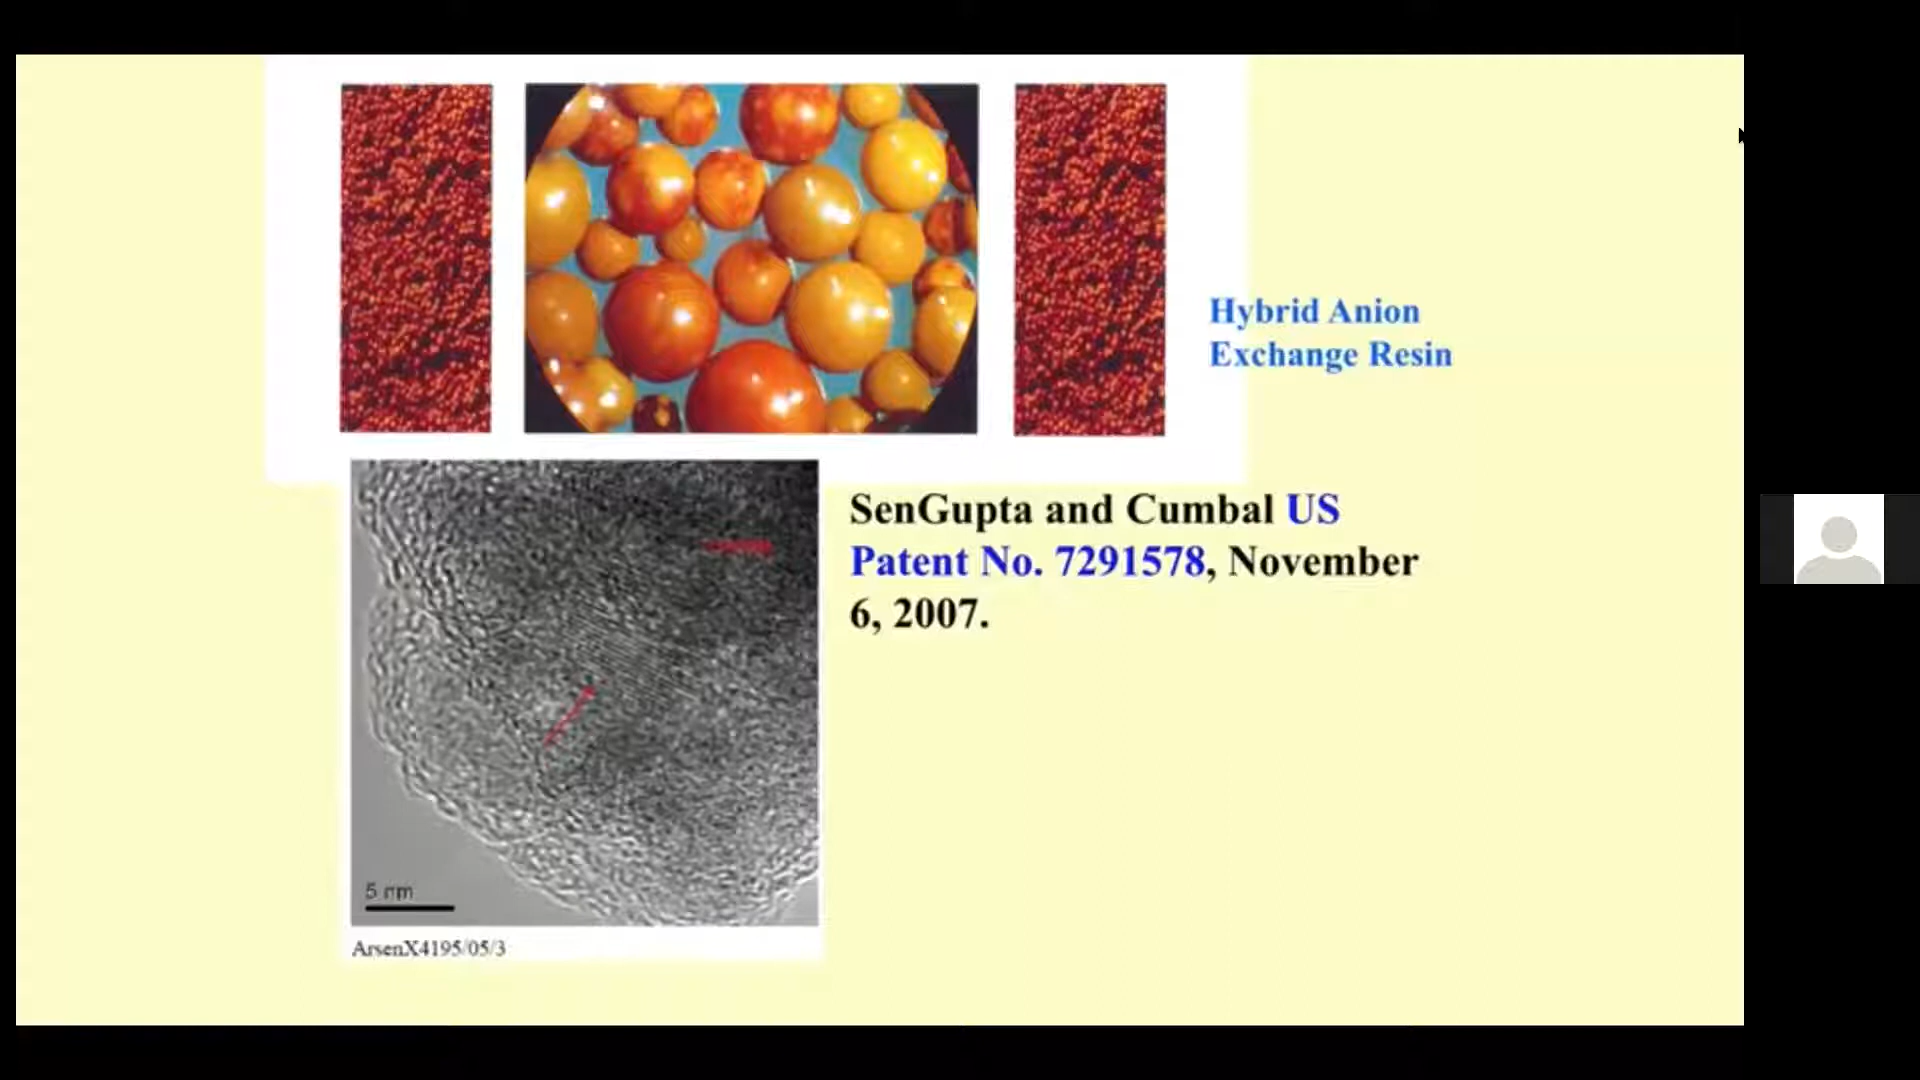 Hybrid Anion
Exchange Resin
SenGupta and Cumbal US
Patent No. 7291578, November
6, 2007.
5 nm
ArsenX4195/05/3